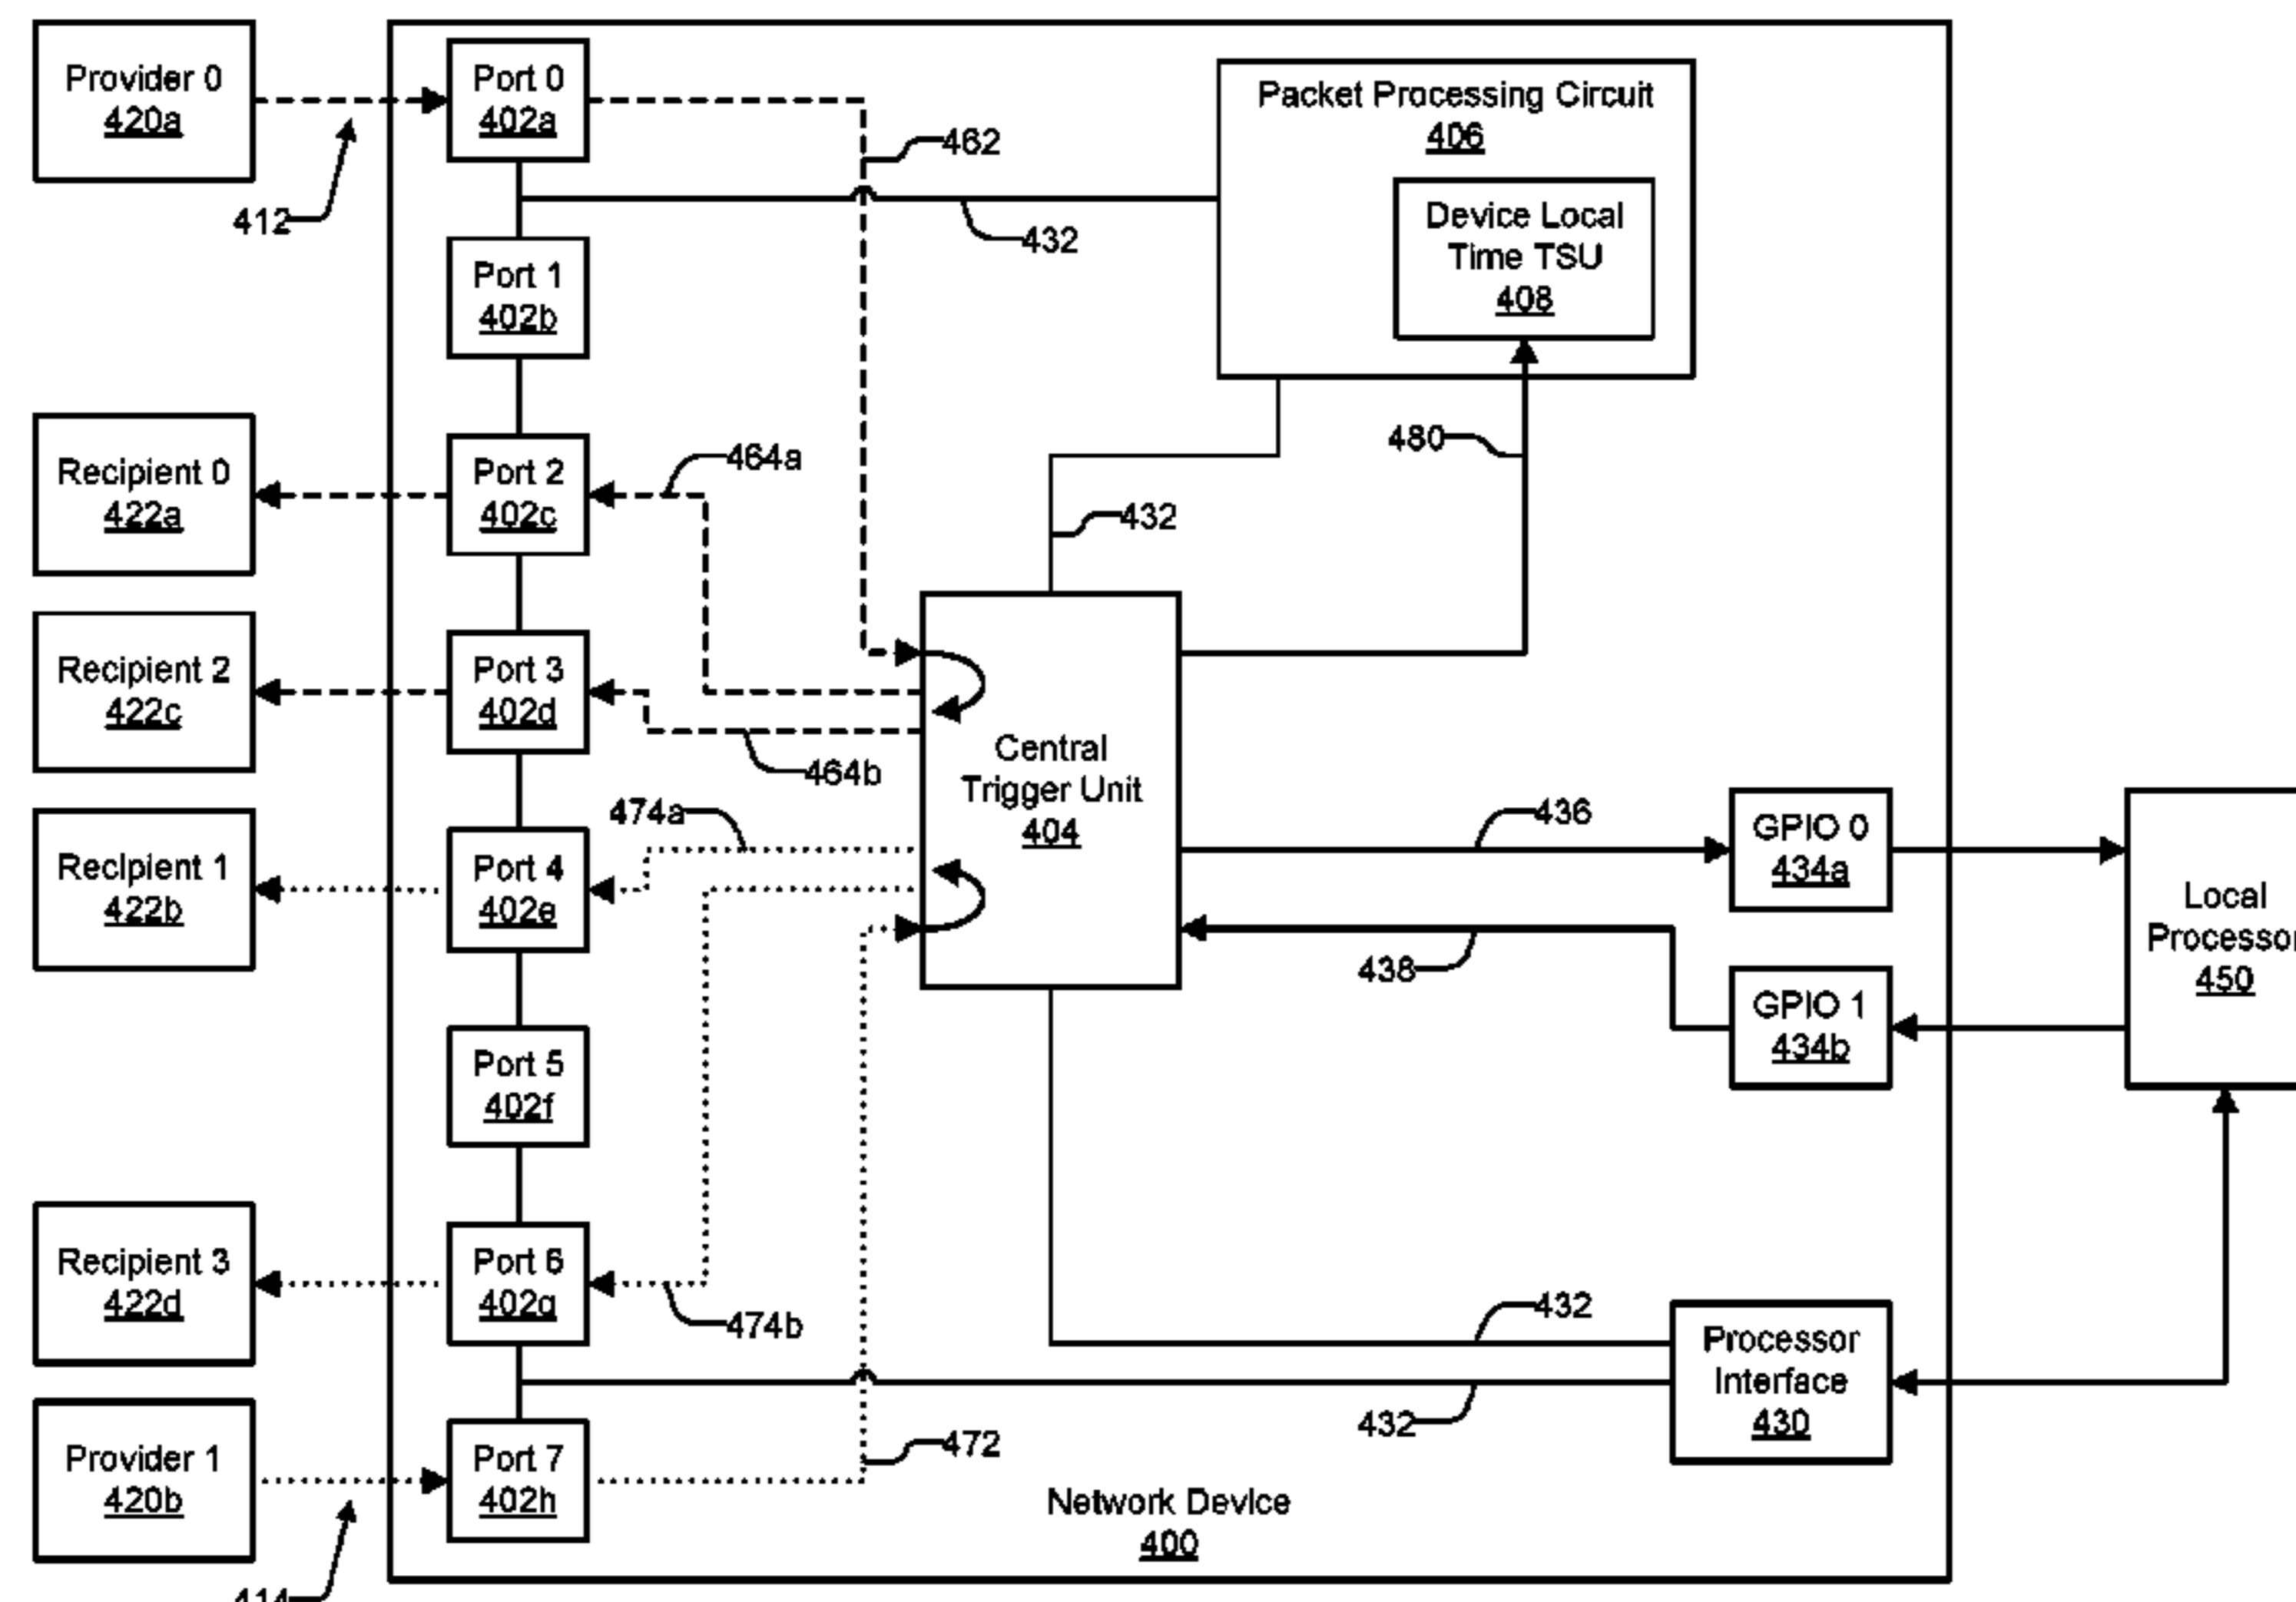 Provider 0
420a
412
Port 0
402a
462
432
Packet Processing Circuit
406
Device Local
Time TSU
408
Port 1
402b
Recipient 0
422a
Port 2
402c
464a
480
432
Recipient 2
422c
Port 3
402d
464b
Central
Trigger Unit
404
474a
436
GPIO 0
434a
Local
Processor
450
Recipient 1
422b
Port 4
402e
438
GPIO 1
434b
Port 5
402f
Recipient 3
422d
Port 6
402g
474b
432
Processor
Interface
430
432
Provider 1
420b
Port 7
402h
472
Network Device
400
414